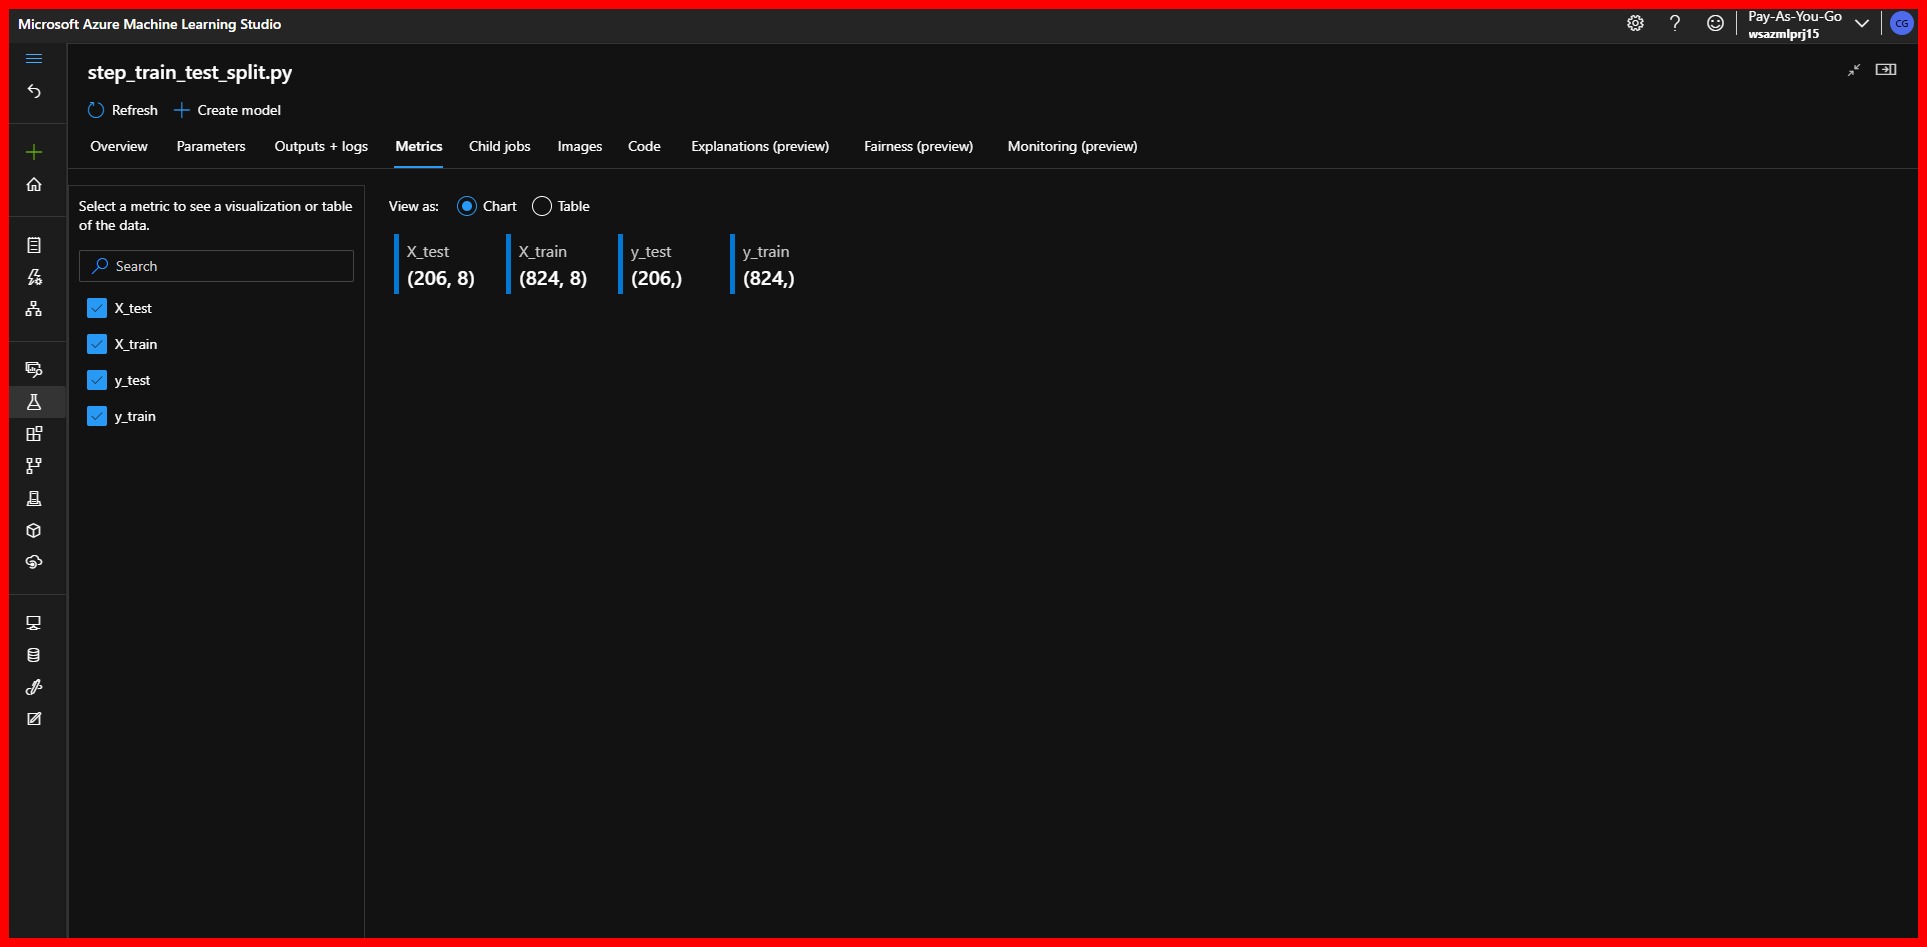 Microsoft Azure Machine Learning Studio
Pay-As-You-Go
wsazmlprj15
CG
step_train_test_split.py
Refresh
Create model
Overview Parameters Outputs + logs Metrics Child jobs Images Code Explanations (preview) Fairness (preview) Monitoring (preview)
Select a metric to see a visualization or table
of the data.
Search
X_test
X_train
y_test
y_train
View as: Chart Table
X_test X_train y_test y_train
(206, 8) (824, 8) (206,) (824,)